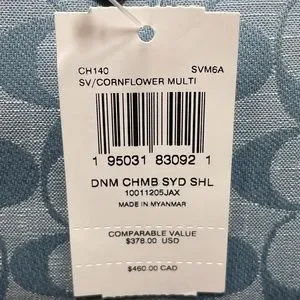 CH140 SVM6A
SV/CORNFLOWER MULTI
1 95031 83092 1
DNM CHMB SYD SHL
10011205JAX
MADE IN MYANMAR
COMPARABLE VALUE
$378.00 USD
$460.00 CAD